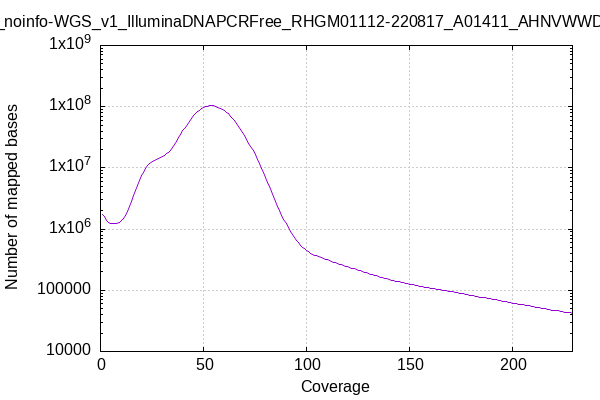 _noinfo-WGS_v1_IlluminaDNAPCRFree_RHGM01112-220817_A01411_AHNVWWD
1x10^9
1x10^8
1x10^7
1x10^6
100000
10000
Number of mapped bases
0 50 100 150 200
Coverage